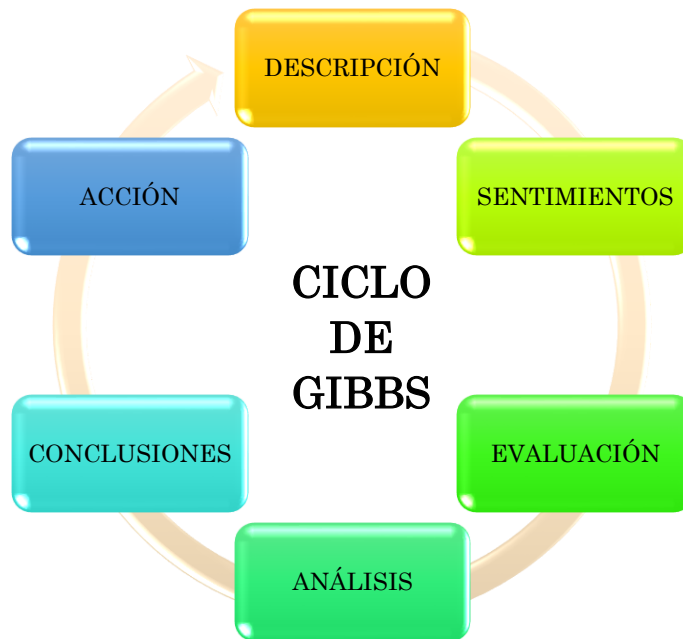 DESCRIPCIÓN
SENTIMIENTOS
EVALUACIÓN
ANÁLISIS
CONCLUSIONES
ACCIÓN
CICLO
DE
GIBBS